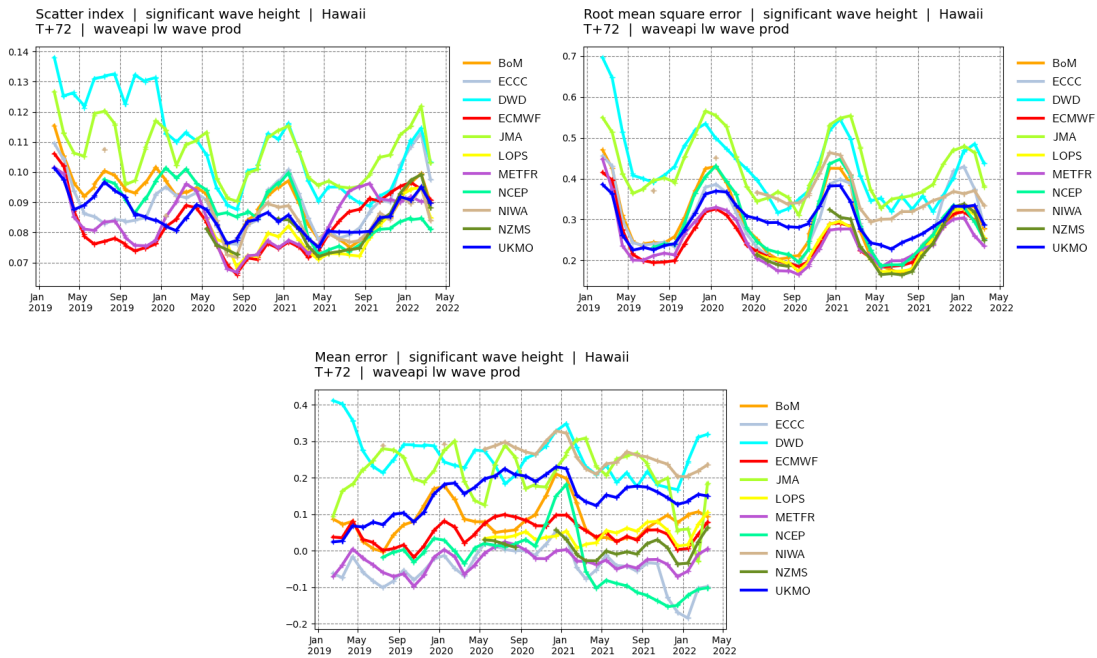 Scatter index | significant wave height | Hawaii
T+72 | waveapi lw wave prod
0.14
0.13
0.12
0.11
0.10
0.09
0.08
0.07
Jan 2019
May 2019
Sep 2019
Jan 2020
May 2020
Sep 2020
Jan 2021
May 2021
Sep 2021
Jan 2022
May 2022
BoM
ECCC
DWD
ECMWF
JMA
LOPS
METFR
NCEP
NIWA
NZMS
UKMO
Root mean square error | significant wave height | Hawaii
T+72 | waveapi lw wave prod
0.7
0.6
0.5
0.4
0.3
0.2
Jan 2019
May 2019
Sep 2019
Jan 2020
May 2020
Sep 2020
Jan 2021
May 2021
Sep 2021
Jan 2022
May 2022
BoM
ECCC
DWD
ECMWF
JMA
LOPS
METFR
NCEP
NIWA
NZMS
UKMO
Mean error | significant wave height | Hawaii
T+72 | waveapi lw wave prod
0.4
0.3
0.2
0.1
0.0
−0.1
−0.2
Jan 2019
May 2019
Sep 2019
Jan 2020
May 2020
Sep 2020
Jan 2021
May 2021
Sep 2021
Jan 2022
May 2022
BoM
ECCC
DWD
ECMWF
JMA
LOPS
METFR
NCEP
NIWA
NZMS
UKMO